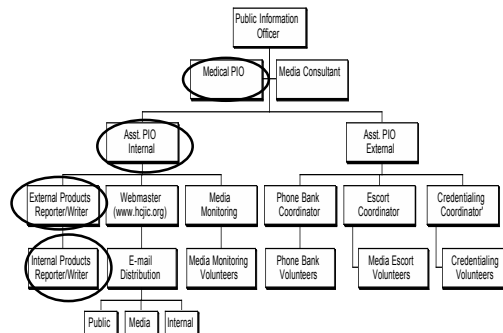 Public Information
Officer
Medical PIO
Media Consultant
Asst. PIO
Internal
Asst. PIO
External
External Products
Reporter/Writer
Webmaster
(www.hcjic.org)
Media
Monitoring
Phone Bank
Coordinator
Escort
Coordinator
Credentialing
Coordinator
Internal Products
Reporter/Writer
E-mail
Distribution
Media Monitoring
Volunteers
Phone Bank
Volunteers
Media Escort
Volunteers
Credentialing
Volunteers
Public
Media
Internal